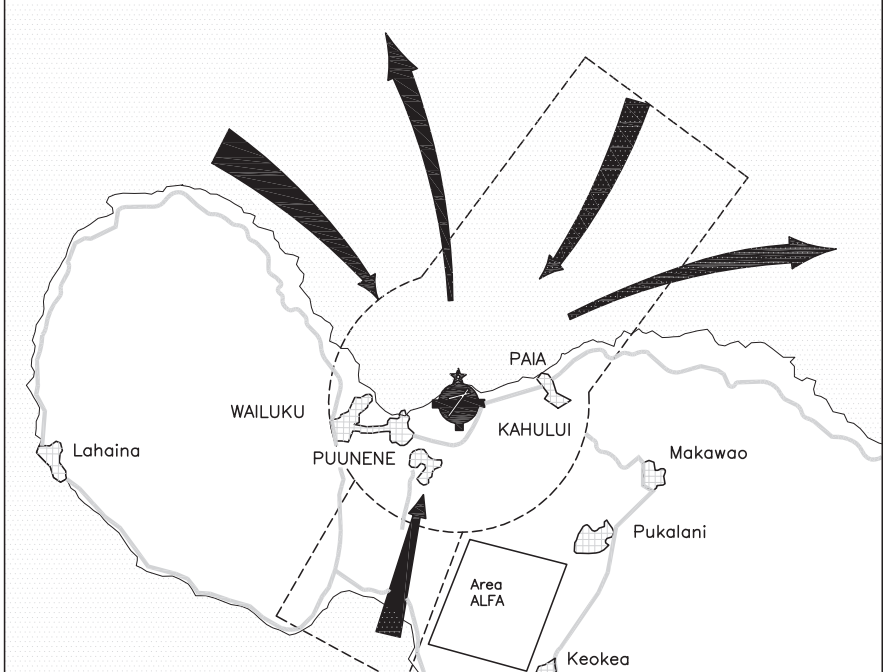 PAIA
WAILUKU
KAHULUI
Lahaina
PUUNENE
Makawao
Pukalani
Area
ALFA
Keokea